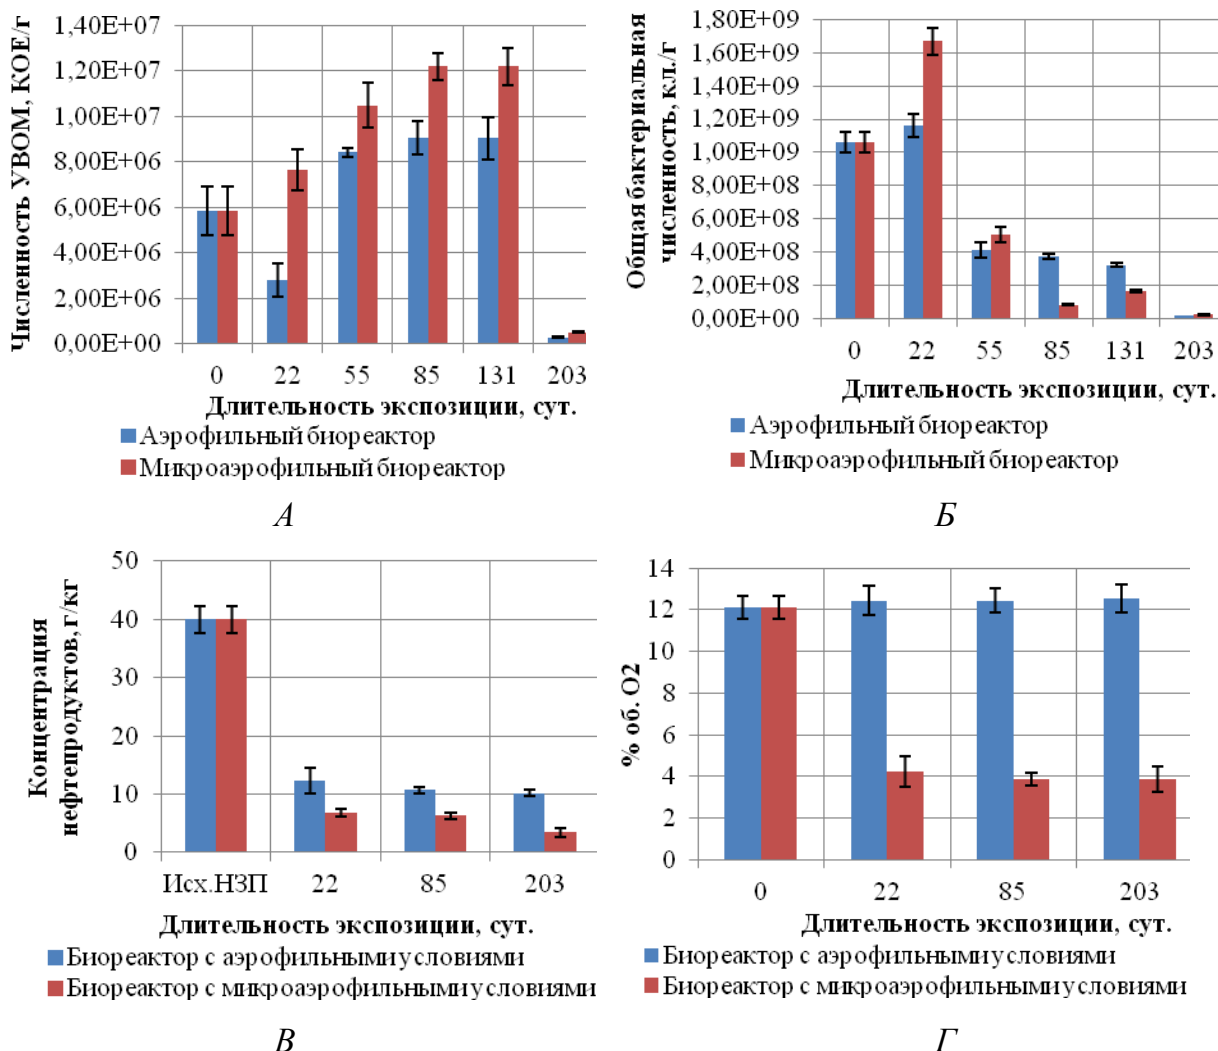 Численность УВОМ, КОЕ/г
1,40E+07
1,20E+07
1,00E+07
8,00E+06
6,00E+06
4,00E+06
2,00E+06
0,00E+00
0 22 55 85 131 203
Длительность экспозиции, сут.
Аэрофильный биореактор
Микроаэрофильный биореактор
А
Общая бактериальная
численность, кл./г
1,80E+09
1,60E+09
1,40E+09
1,20E+09
1,00E+09
8,00E+08
6,00E+08
4,00E+08
2,00E+08
0,00E+00
0 22 55 85 131 203
Длительность экспозиции, сут.
Аэрофильный биореактор
Микроаэрофильный биореактор
Б
Концентрация
нефтепродуктов, г/кг
50
40
30
20
10
0
Исх.НЗП 22 85 203
Длительность экспозиции, сут.
Биореактор с аэрофильными условиями
Биореактор с микроаэрофильными условиями
В
% об. О2
14
12
10
8
6
4
2
0
0 22 85 203
Длительность экспозиции, сут.
Биореактор с аэрофильными условиями
Биореактор с микроаэрофильными условиями
Г